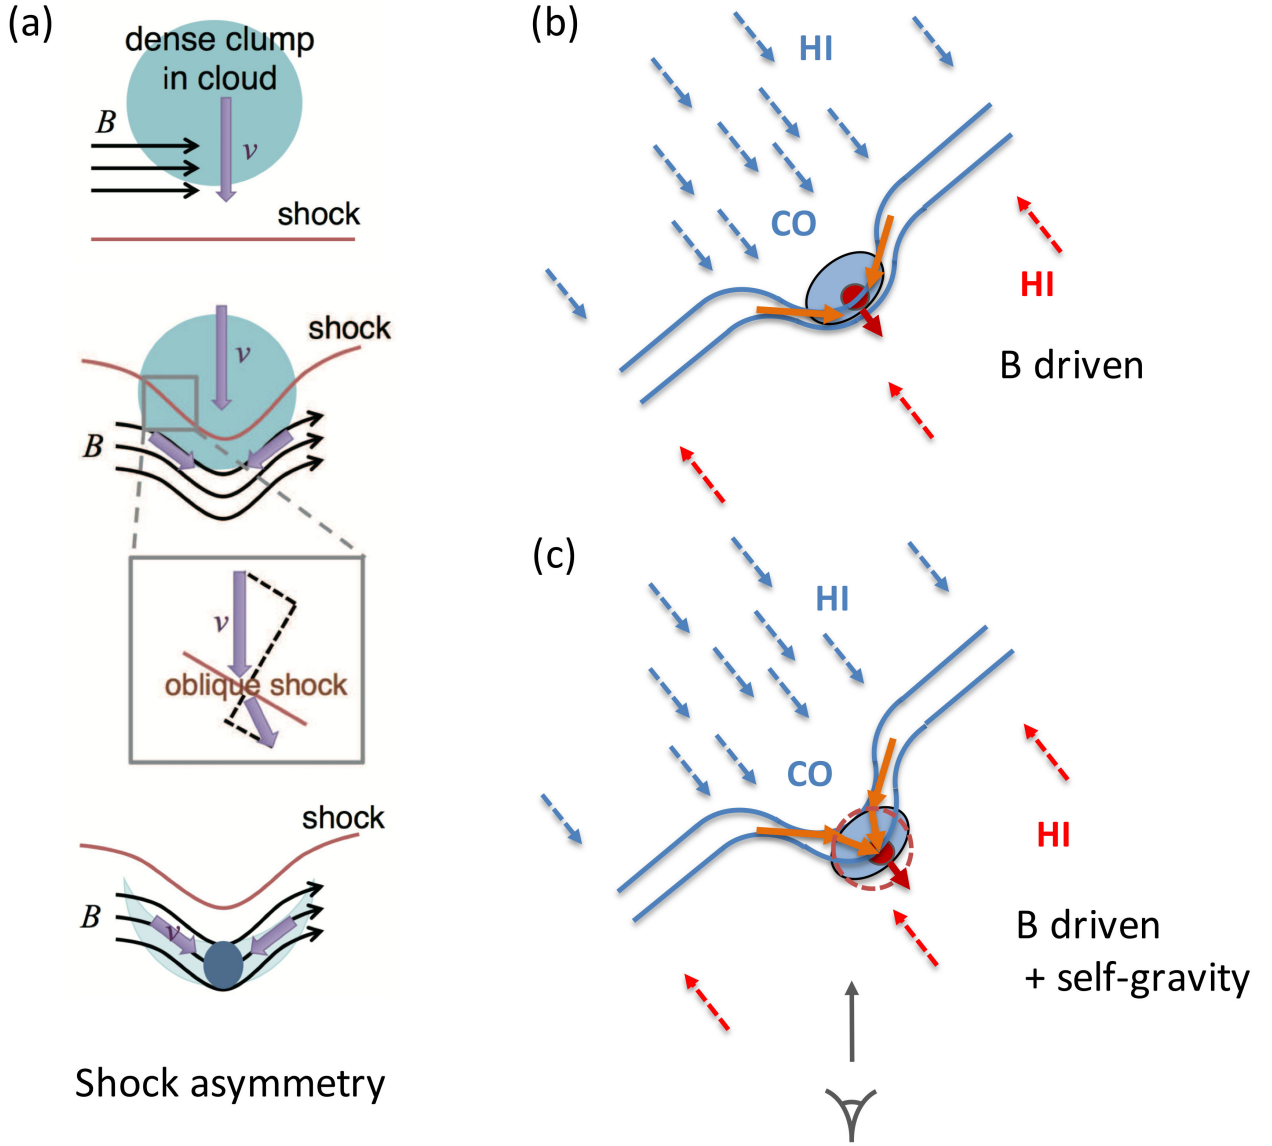 (a)
dense clump
in cloud
B
v
shock
shock
v
B
v
oblique shock
shock
B
v
Shock asymmetry
(b)
HI
CO
HI
B driven
(c)
HI
CO
HI
B driven
+ self-gravity